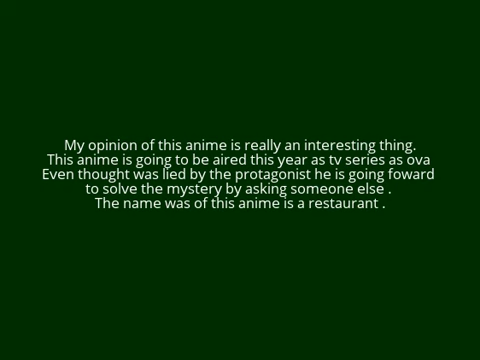 My opinion of this anime is really an interesting thing.
This anime is going to be aired this year as tv series as ova
Even thought was lied by the protagonist he is going foward
to solve the mystery by asking someone else .
The name was of this anime is a restaurant .